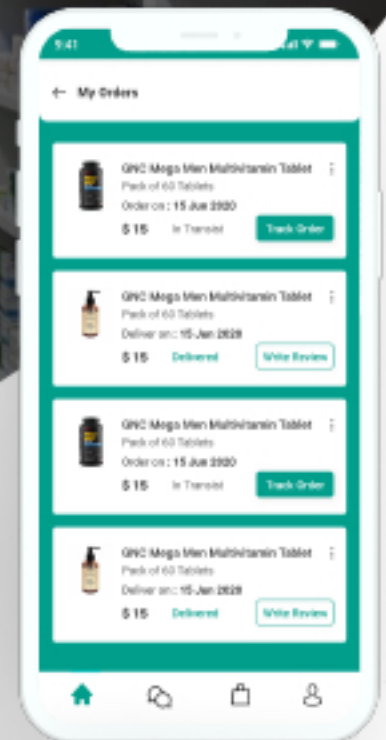 9:41
My Orders
GNC Mega Men Multivitamin Tablet
Pack of 60 Tablets
Order on : 15 Jun 2020
$ 15 In Transist Track Order
GNC Mega Men Multivitamin Tablet
Pack of 60 Tablets
Deliver on : 15 Jun 2020
$ 15 Delivered Write Review
GNC Mega Men Multivitamin Tablet
Pack of 60 Tablets
Order on : 15 Jun 2020
$ 15 In Transist Track Order
GNC Mega Men Multivitamin Tablet
Pack of 60 Tablets
Deliver on : 15 Jun 2020
$ 15 Delivered Write Review